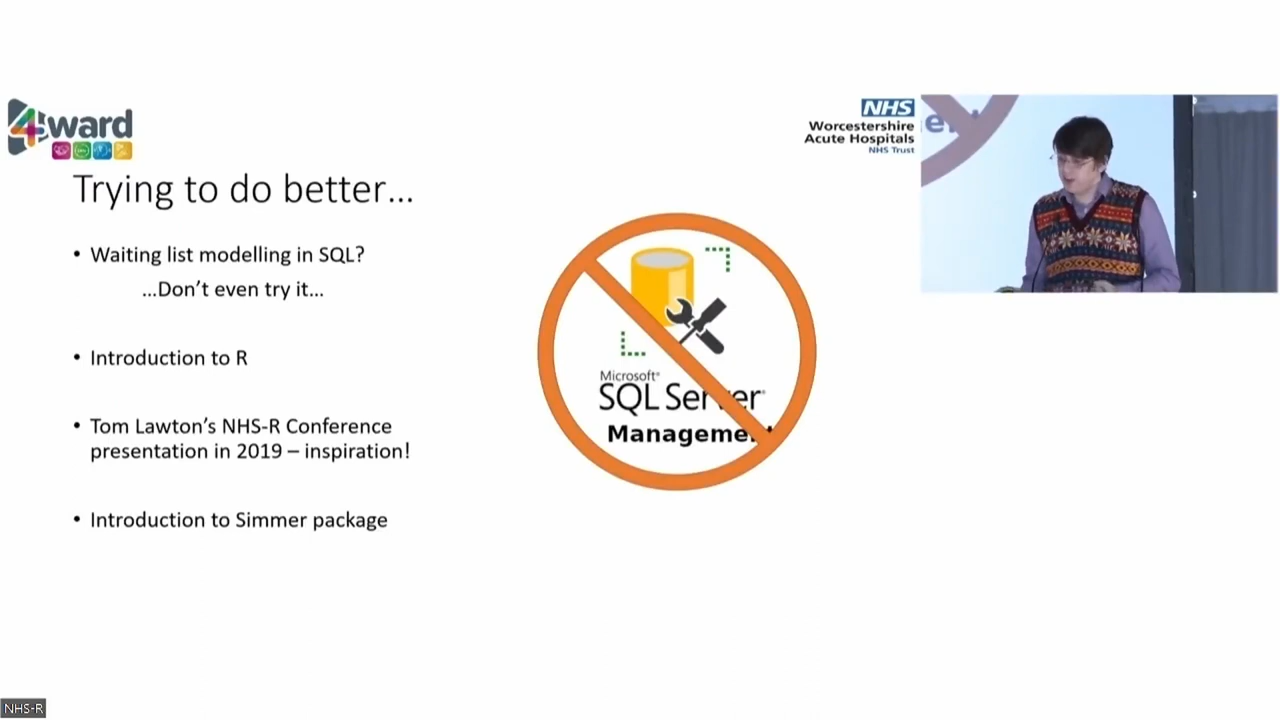 4ward
NHS
Worcestershire
Acute Hospitals
NHS Trust
Trying to do better...
• Waiting list modelling in SQL?
...Don't even try it...
• Introduction to R
• Tom Lawton's NHS-R Conference
presentation in 2019 – inspiration!
• Introduction to Simmer package
Microsoft®
SQL Server
Management
NHS-R